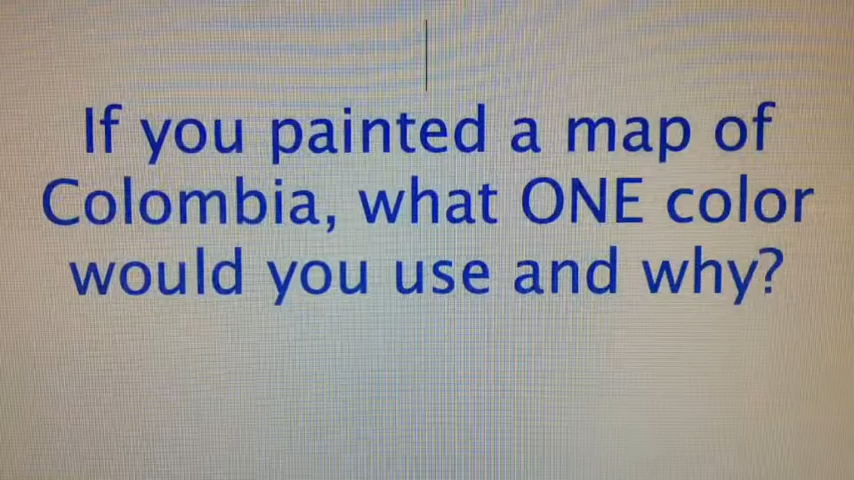 If you painted a map of
Colombia, what ONE color
would you use and why?